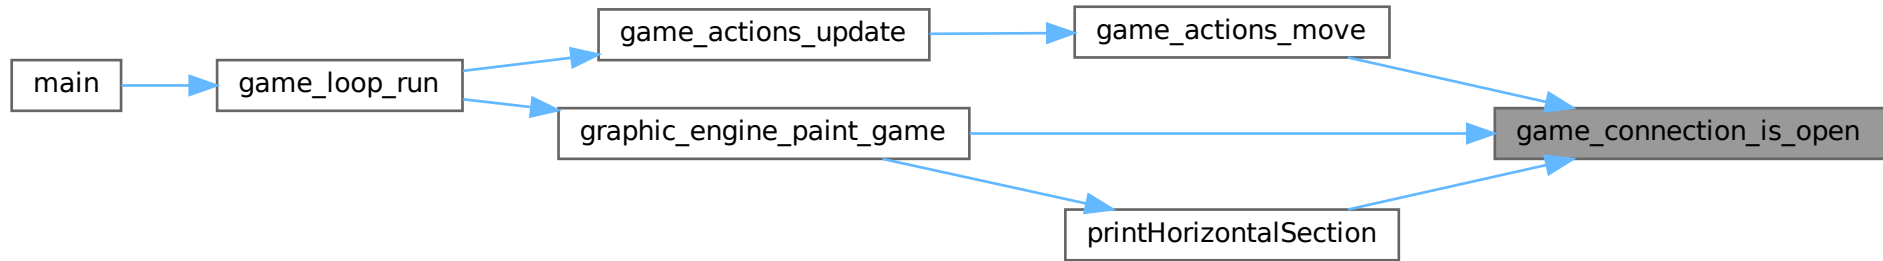 main
game_loop_run
game_actions_update
game_actions_move
graphic_engine_paint_game
game_connection_is_open
printHorizontalSection